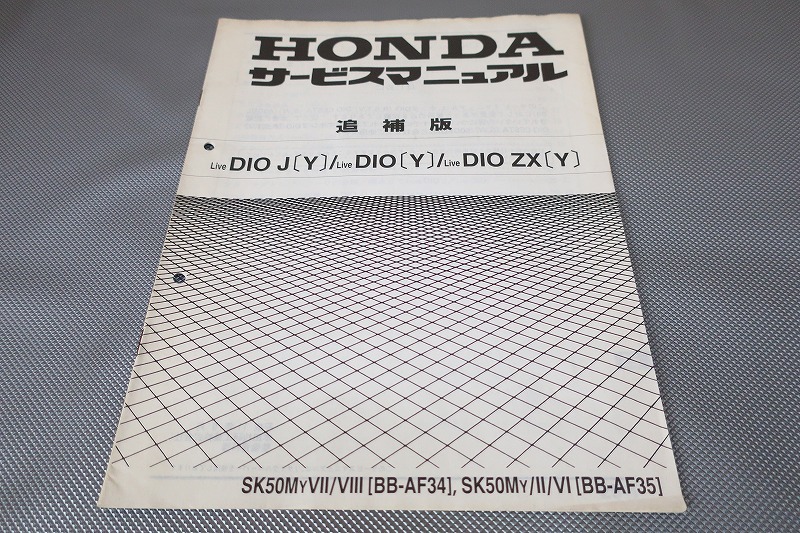 HONDA
サービスマニュアル
追補版
Live DIO J〔Y〕/Live DIO〔Y〕/Live DIO ZX〔Y〕
SK50MYVII/VIII [BB-AF34], SK50MY/II/VI [BB-AF35]